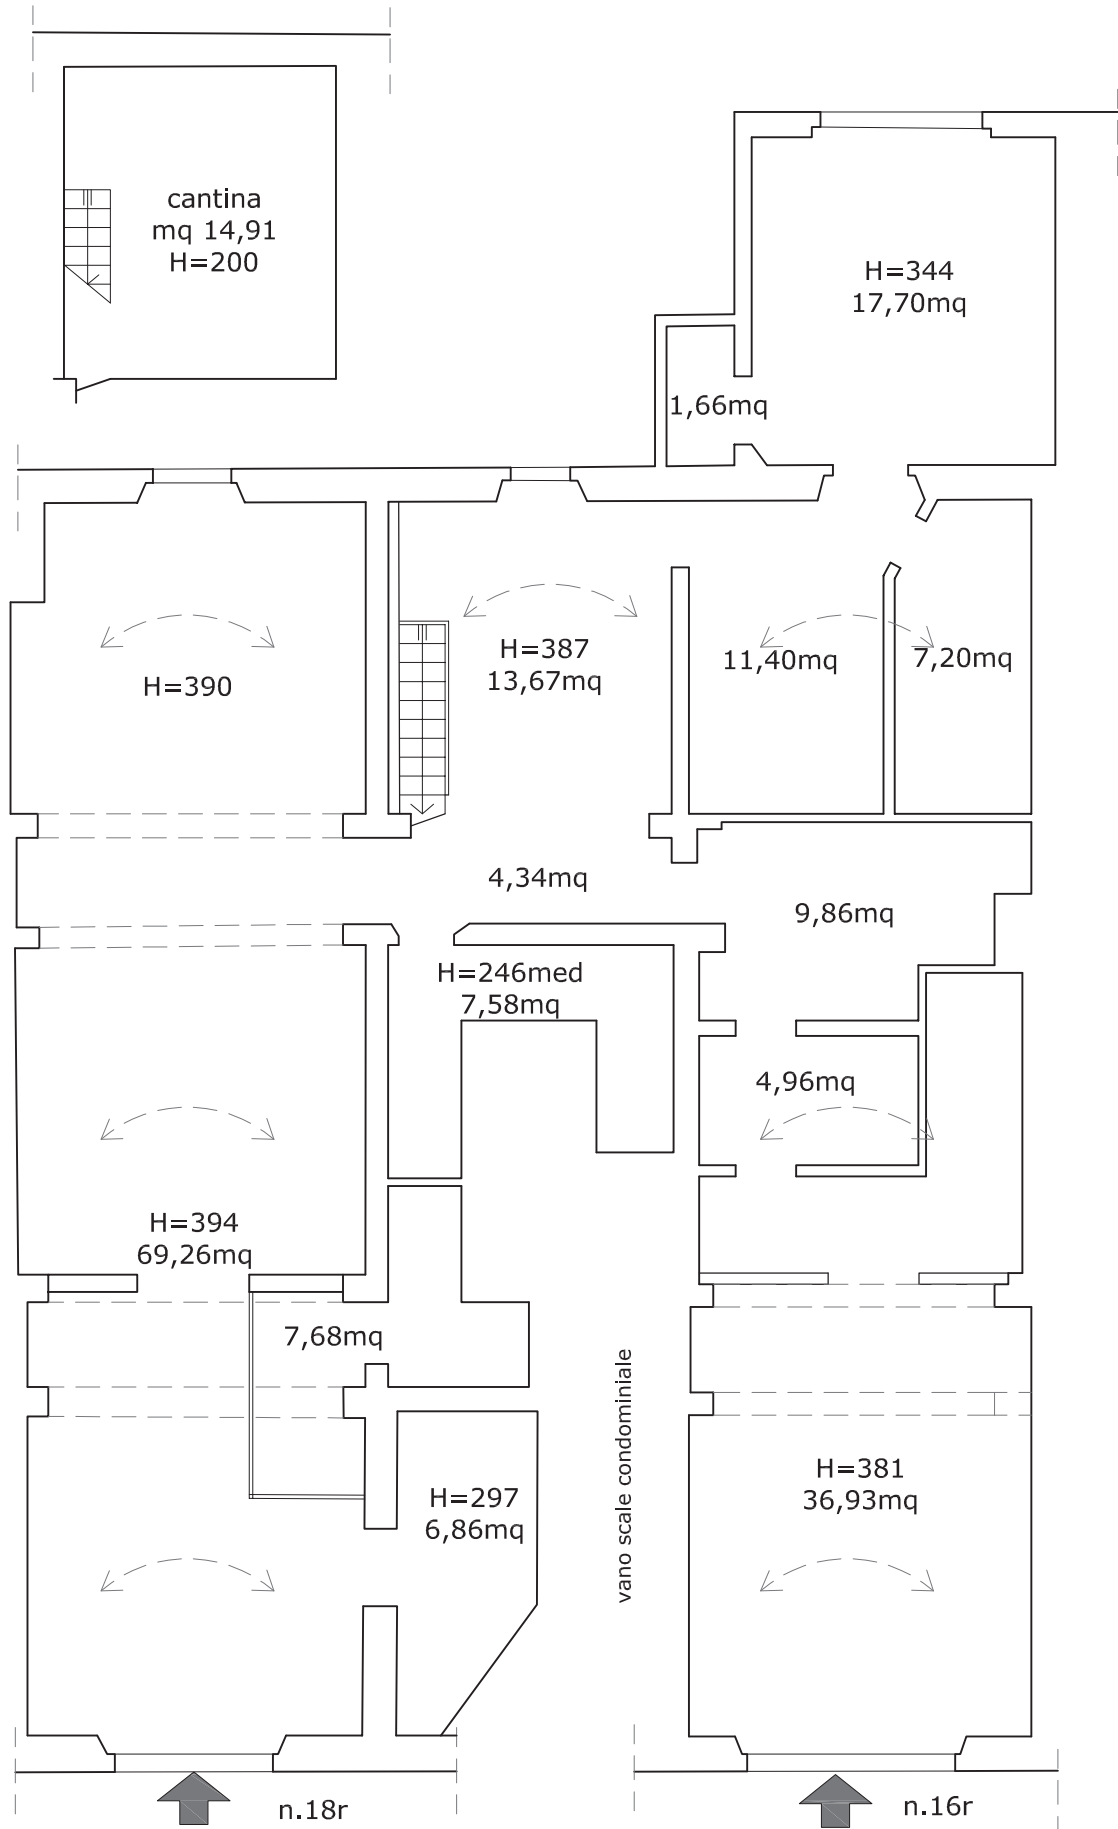 cantina
mq 14,91
H=200
H=344
17,70mq
1,66mq
H=387
13,67mq
11,40mq
7,20mq
H=390
4,34mq
9,86mq
H=246med
7,58mq
4,96mq
H=394
69,26mq
7,68mq
vano scale condominiale
H=381
36,93mq
H=297
6,86mq
n.18r
n.16r